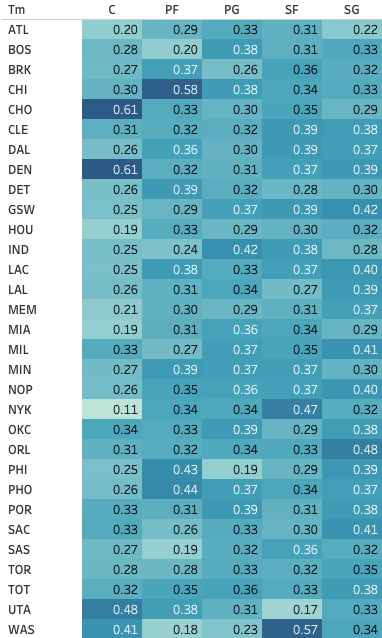 Tm C PF PG SF SG
ATL 0.20 0.29 0.33 0.31 0.22
BOS 0.28 0.20 0.38 0.31 0.33
BRK 0.27 0.37 0.26 0.36 0.32
CHI 0.30 0.58 0.38 0.34 0.33
CHO 0.61 0.33 0.30 0.35 0.29
CLE 0.31 0.32 0.32 0.39 0.38
DAL 0.26 0.36 0.30 0.39 0.37
DEN 0.61 0.32 0.31 0.37 0.39
DET 0.26 0.39 0.32 0.28 0.30
GSW 0.25 0.29 0.37 0.39 0.42
HOU 0.19 0.33 0.29 0.30 0.32
IND 0.25 0.24 0.42 0.38 0.28
LAC 0.25 0.38 0.33 0.37 0.40
LAL 0.26 0.31 0.34 0.27 0.39
MEM 0.21 0.30 0.29 0.31 0.37
MIA 0.19 0.31 0.36 0.34 0.29
MIL 0.33 0.27 0.37 0.35 0.41
MIN 0.27 0.39 0.37 0.37 0.30
NOP 0.26 0.35 0.36 0.37 0.40
NYK 0.11 0.34 0.34 0.47 0.32
OKC 0.34 0.33 0.39 0.29 0.38
ORL 0.31 0.32 0.34 0.33 0.48
PHI 0.25 0.43 0.19 0.29 0.39
PHO 0.26 0.44 0.37 0.34 0.37
POR 0.33 0.31 0.39 0.31 0.38
SAC 0.33 0.26 0.33 0.30 0.41
SAS 0.27 0.19 0.32 0.36 0.32
TOR 0.28 0.28 0.33 0.32 0.35
TOT 0.32 0.35 0.36 0.33 0.38
UTA 0.48 0.38 0.31 0.17 0.33
WAS 0.41 0.18 0.23 0.57 0.34